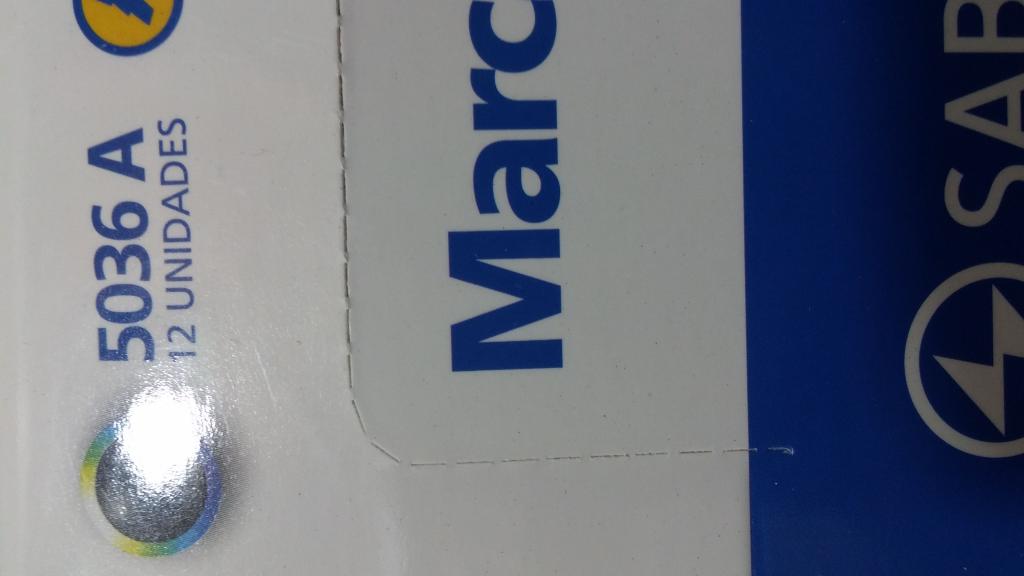 5036 A
12 UNIDADES
Marc
SAB